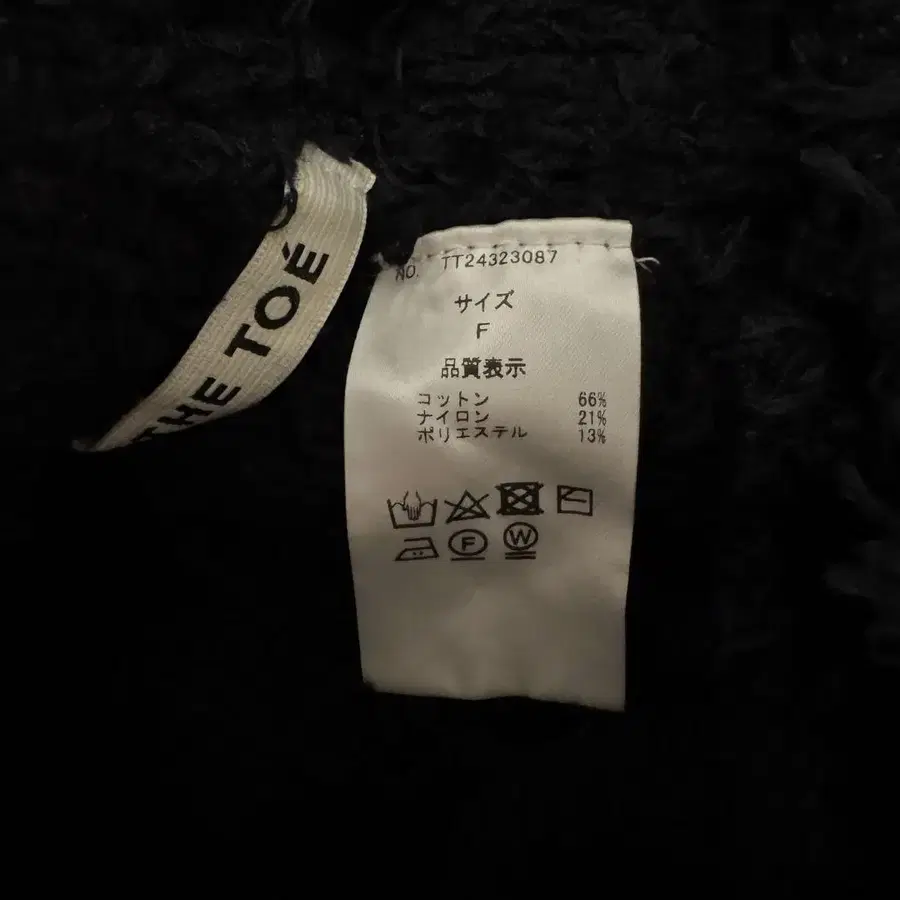 THE TOÉ
NO. TT24323087
サイズ
F
品質表示
コットン 66%
ナイロン 21%
ポリエステル 13%
F W